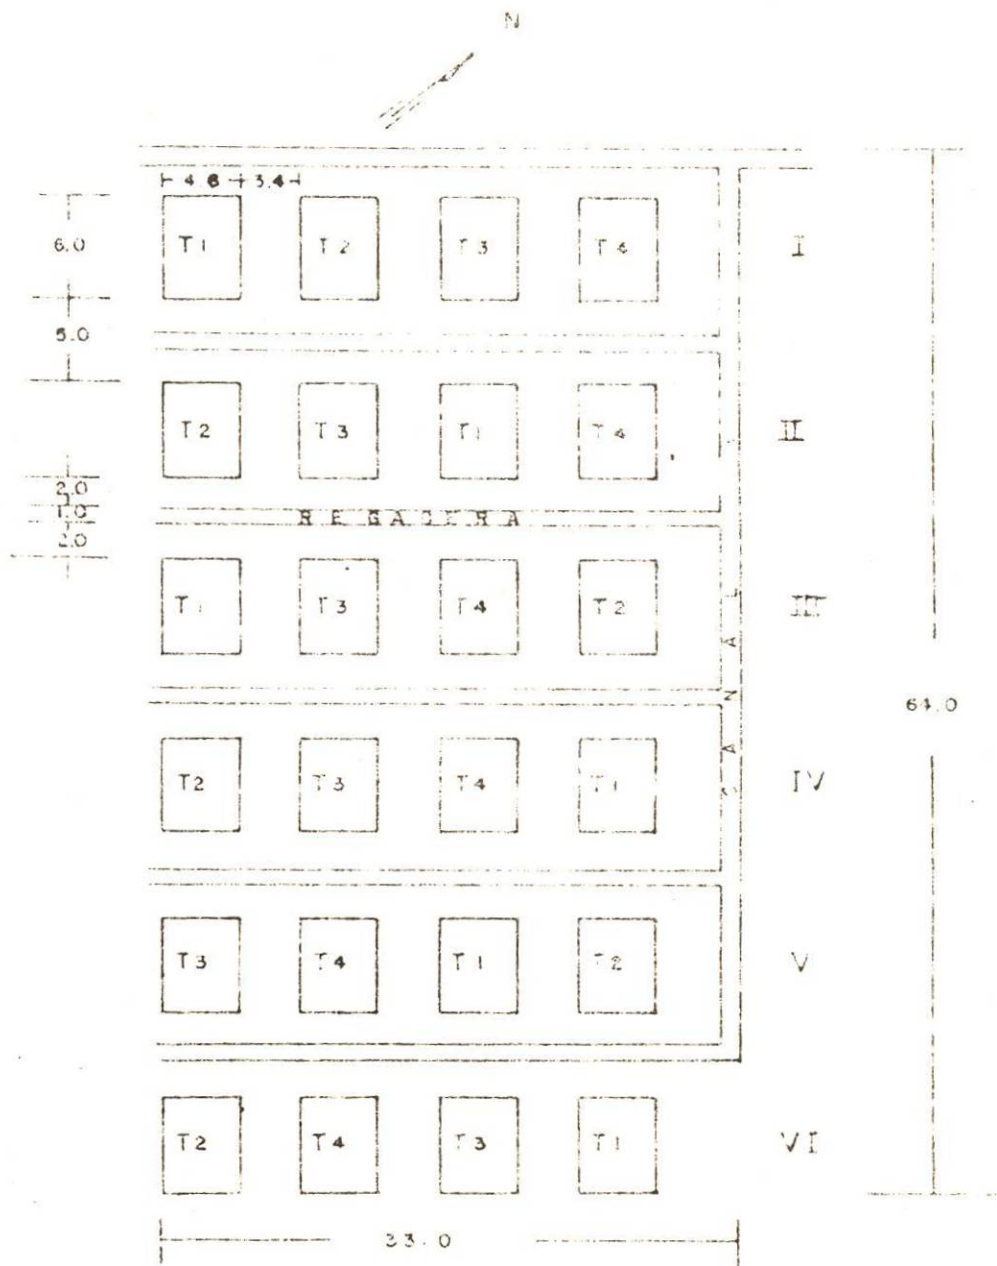 N
4.6 3.4
6.0
T1 T2 T3 T4 I
5.0
T2 T3 T1 T4 II
2.0
1.0
REGADERA
2.0
T1 T3 T4 T2 III
CANAL
64.0
T2 T3 T4 T1 IV
T3 T4 T1 T2 V
T2 T4 T3 T1 VI
33.0